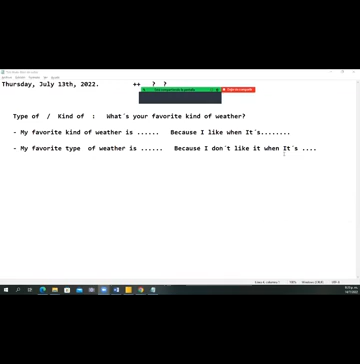 Thursday, July 13th, 2022.          ++   ?  ?
Type of  / Kind of  :   What´s your favorite kind of weather?
- My favorite kind of weather is ......   Because I like when It´s........
- My favorite type  of weather is ......   Because I don´t like it when It´s ....